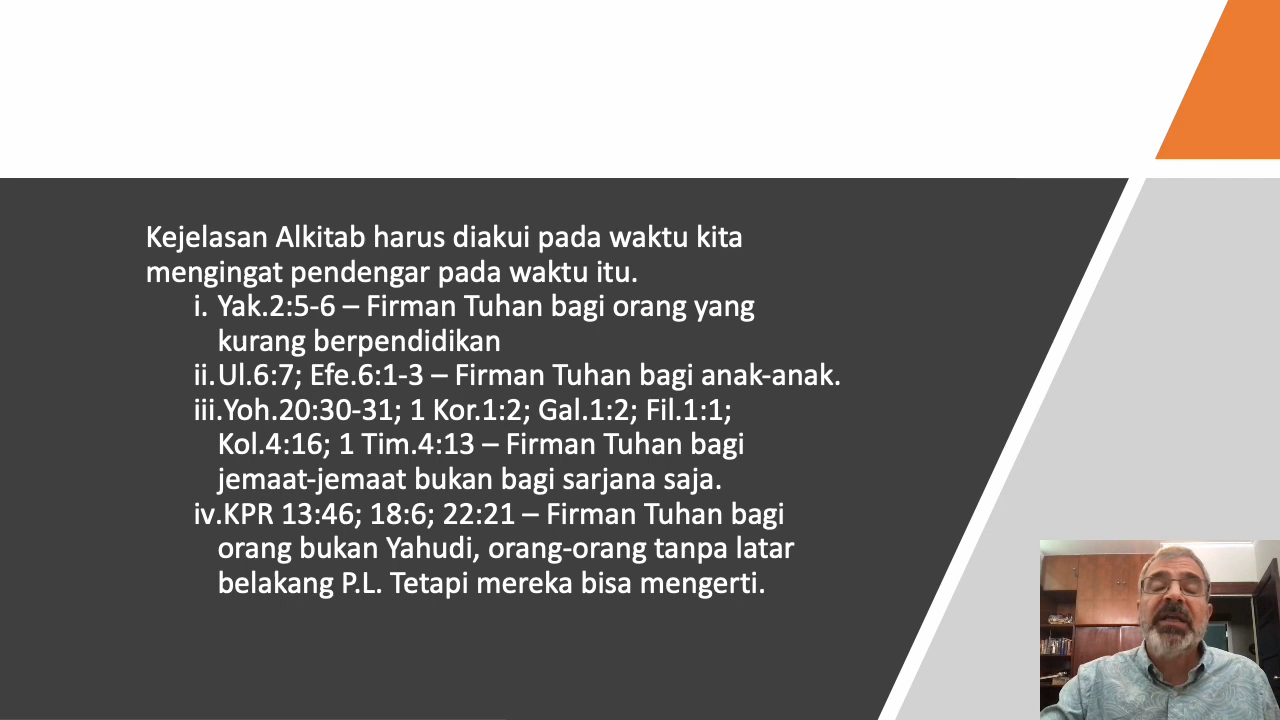 Kejelasan Alkitab harus diakui pada waktu kita
mengingat pendengar pada waktu itu.
i. Yak.2:5-6 – Firman Tuhan bagi orang yang
kurang berpendidikan
ii. Ul.6:7; Efe.6:1-3 – Firman Tuhan bagi anak-anak.
iii.Yoh.20:30-31; 1 Kor.1:2; Gal.1:2; Fil.1:1;
Kol.4:16; 1 Tim.4:13 – Firman Tuhan bagi
jemaat-jemaat bukan bagi sarjana saja.
iv.KPR 13:46; 18:6; 22:21 – Firman Tuhan bagi
orang bukan Yahudi, orang-orang tanpa latar
belakang P.L. Tetapi mereka bisa mengerti.